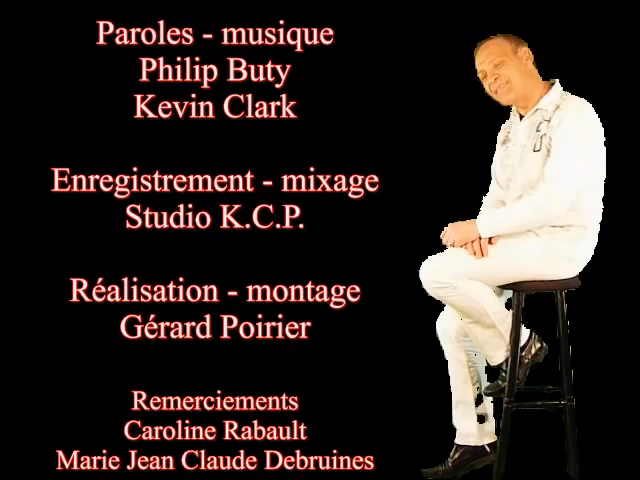 Paroles - musique
Philip Buty
Kevin Clark
Enregistrement - mixage
Studio K.C.P.
Réalisation - montage
Gérard Poirier
Remerciements
Caroline Rabault
Marie Jean Claude Debruines